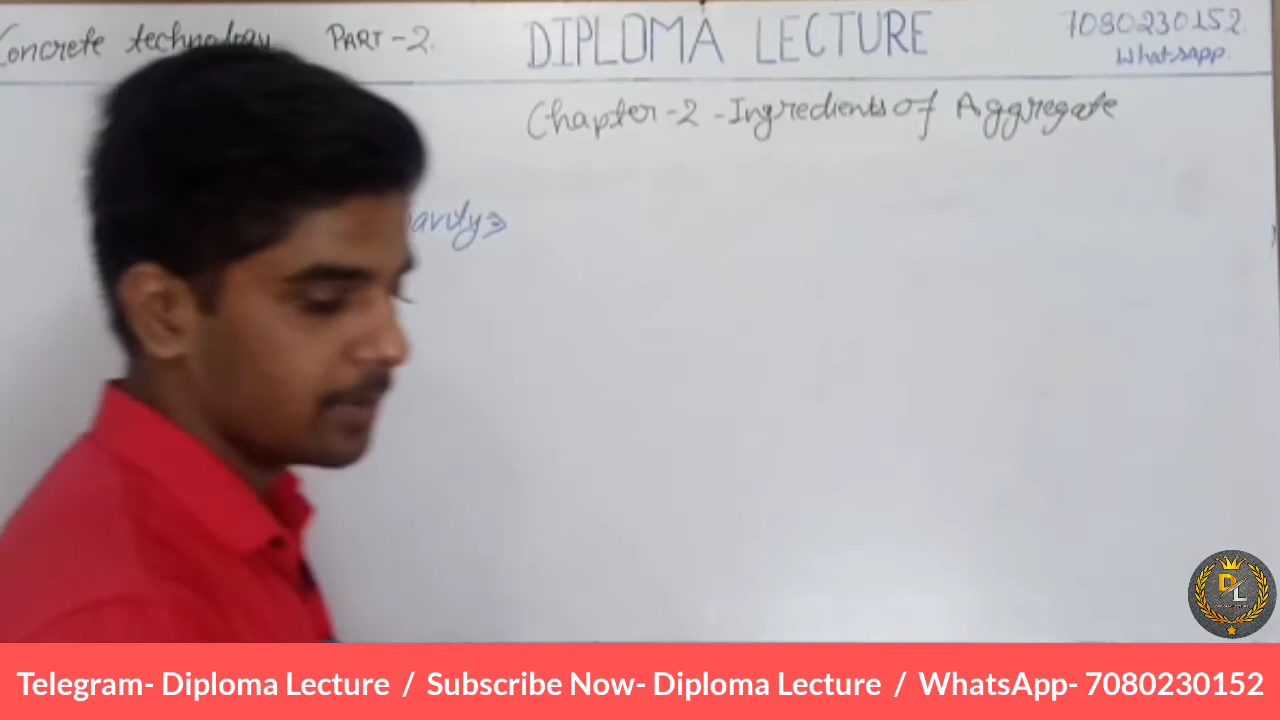 Concrete technology PART-2. DIPLOMA LECTURE 7080230152
Whatsapp.
Chapter-2 -Ingredients of Aggregate
Telegram- Diploma Lecture / Subscribe Now- Diploma Lecture / WhatsApp- 7080230152
DL